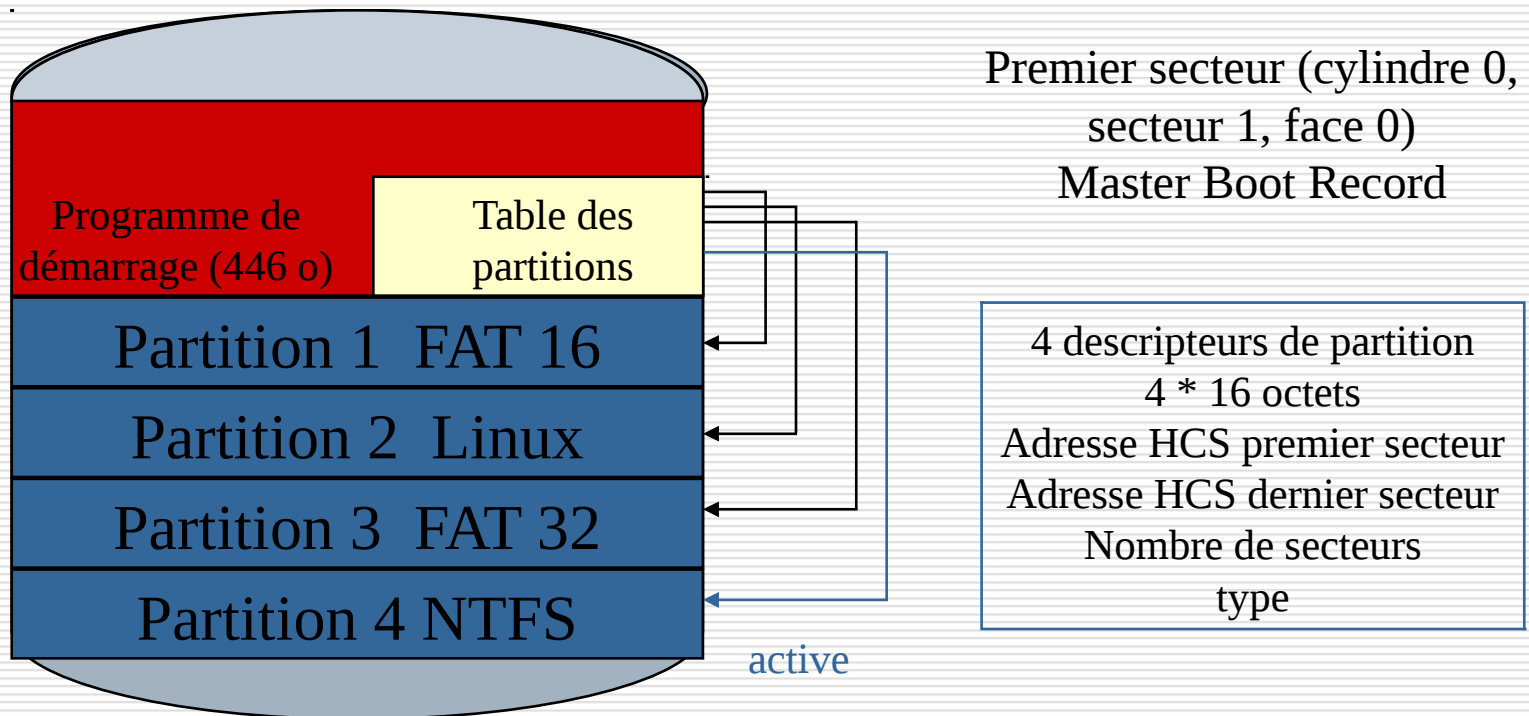 Premier secteur (cylindre 0,
secteur 1, face 0)
Master Boot Record
Programme de
démarrage (446 o)
Table des
partitions
Partition 1 FAT 16
Partition 2 Linux
Partition 3 FAT 32
Partition 4 NTFS
active
4 descripteurs de partition
4 * 16 octets
Adresse HCS premier secteur
Adresse HCS dernier secteur
Nombre de secteurs
type